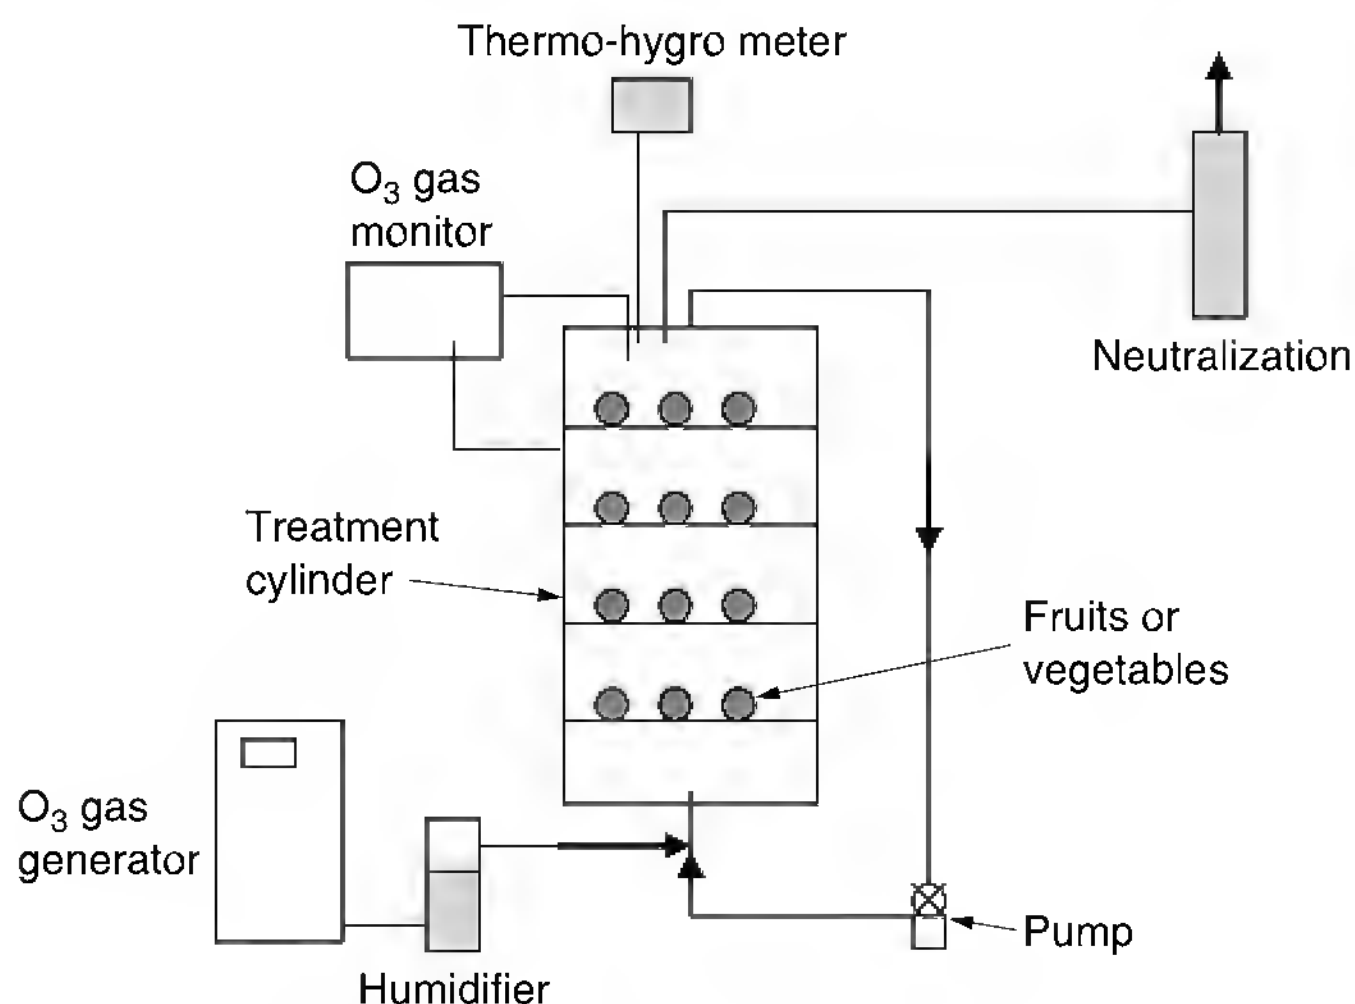 Thermo-hygro meter
O₃ gas
monitor
Neutralization
Treatment
cylinder
Fruits or
vegetables
O₃ gas
generator
Pump
Humidifier